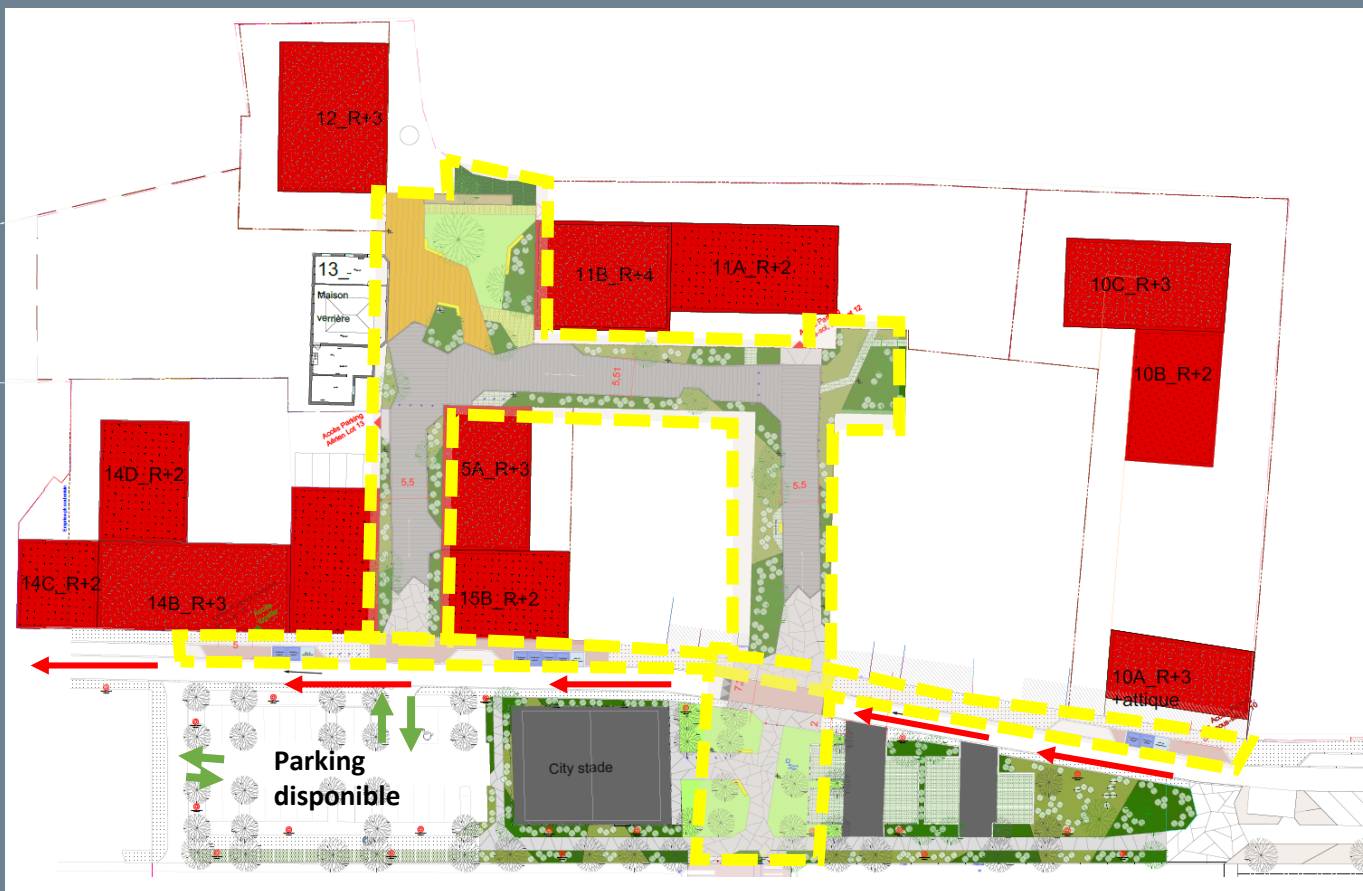 12_R+3
13_
Maison
verrière
11B_R+4
11A_R+2
10C_R+3
10B_R+2
5,51
Accès Parking
Aérien Lot 13
14D_R+2
5A_R+3
5,5
5,5
14C_R+2
14B_R+3
15B_R+2
5
10A_R+3
+attique
2
City stade
Parking
disponible